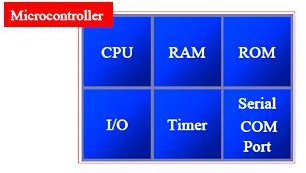 Microcontroller
CPU
RAM
ROM
I/O
Timer
Serial
COM
Port